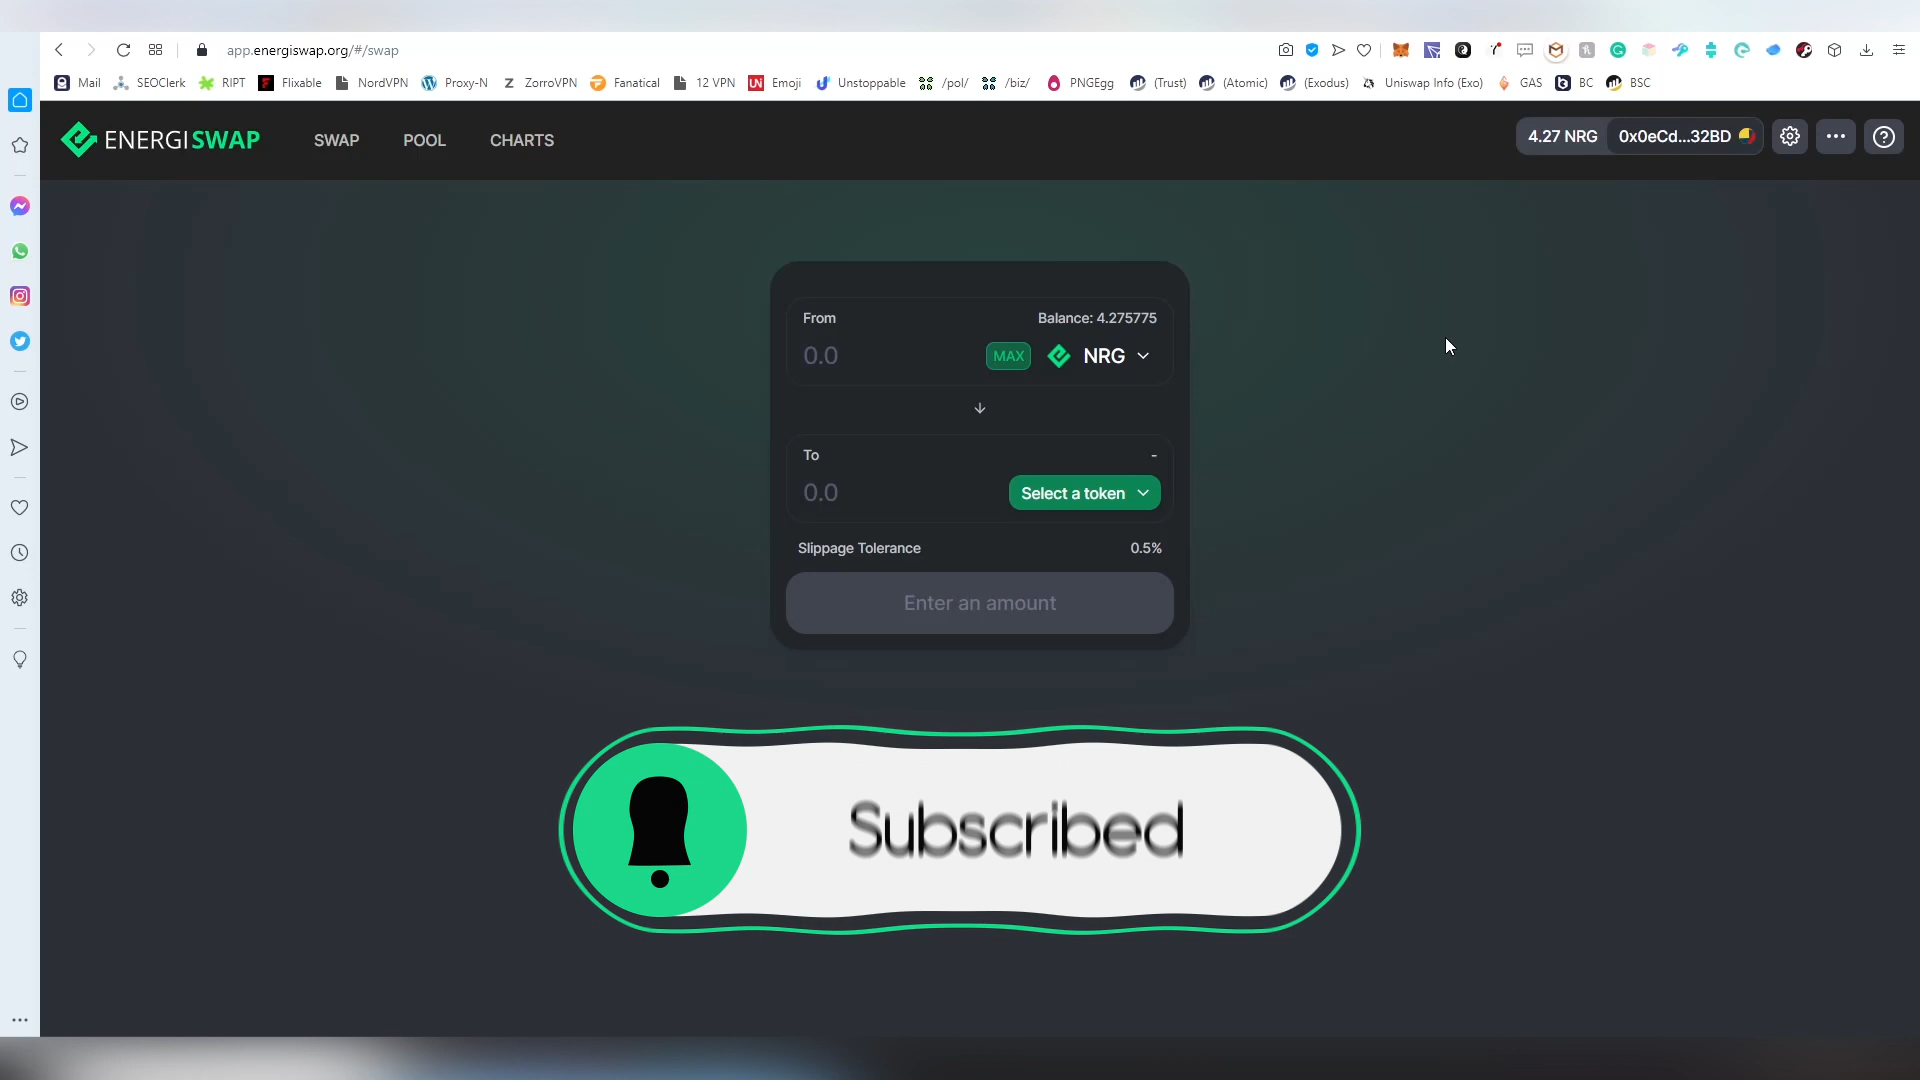 app.energiswap.org/#/swap
Mail SEOClerk RIPT Flixable NordVPN Proxy-N ZorroVPN Fanatical 12 VPN Emoji Unstoppable /pol/ /biz/ PNGEgg (Trust) (Atomic) (Exodus) Uniswap Info (Exo) GAS BC BSC
ENERGISWAP SWAP POOL CHARTS 4.27 NRG 0x0eCd...32BD
From Balance: 4.275775
0.0 MAX NRG
To -
0.0 Select a token
Slippage Tolerance 0.5%
Enter an amount
Subscribed